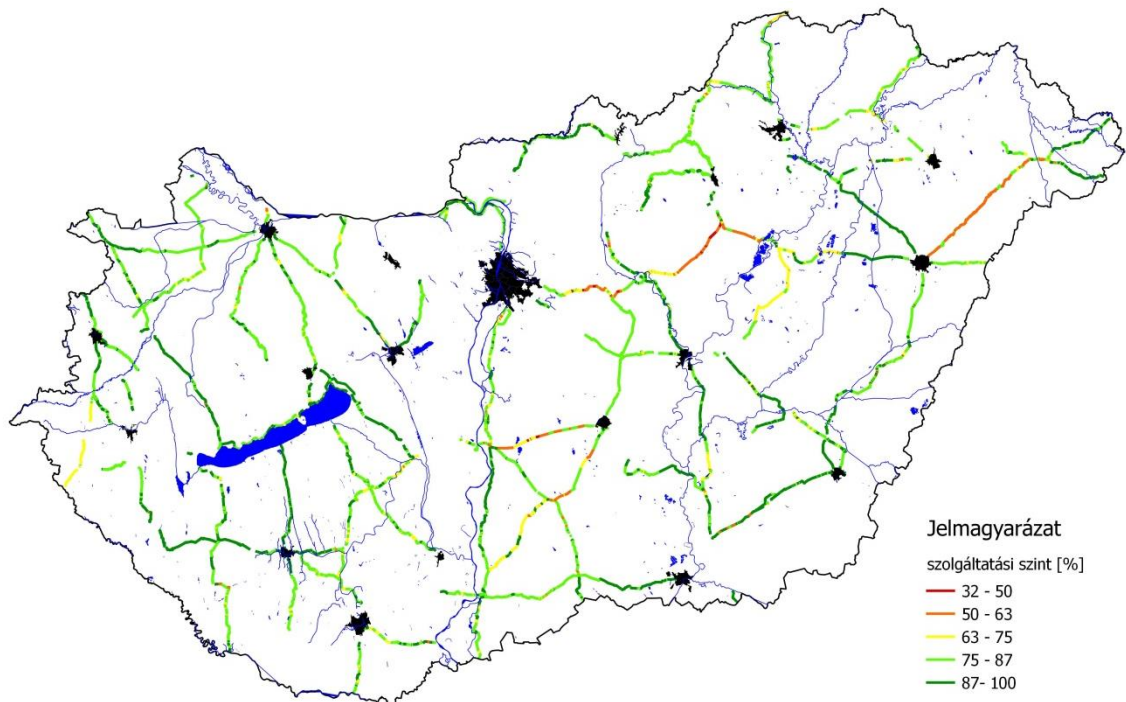 Jelmagyarázat
szolgáltatási szint [%]
32 - 50
50 - 63
63 - 75
75 - 87
87- 100